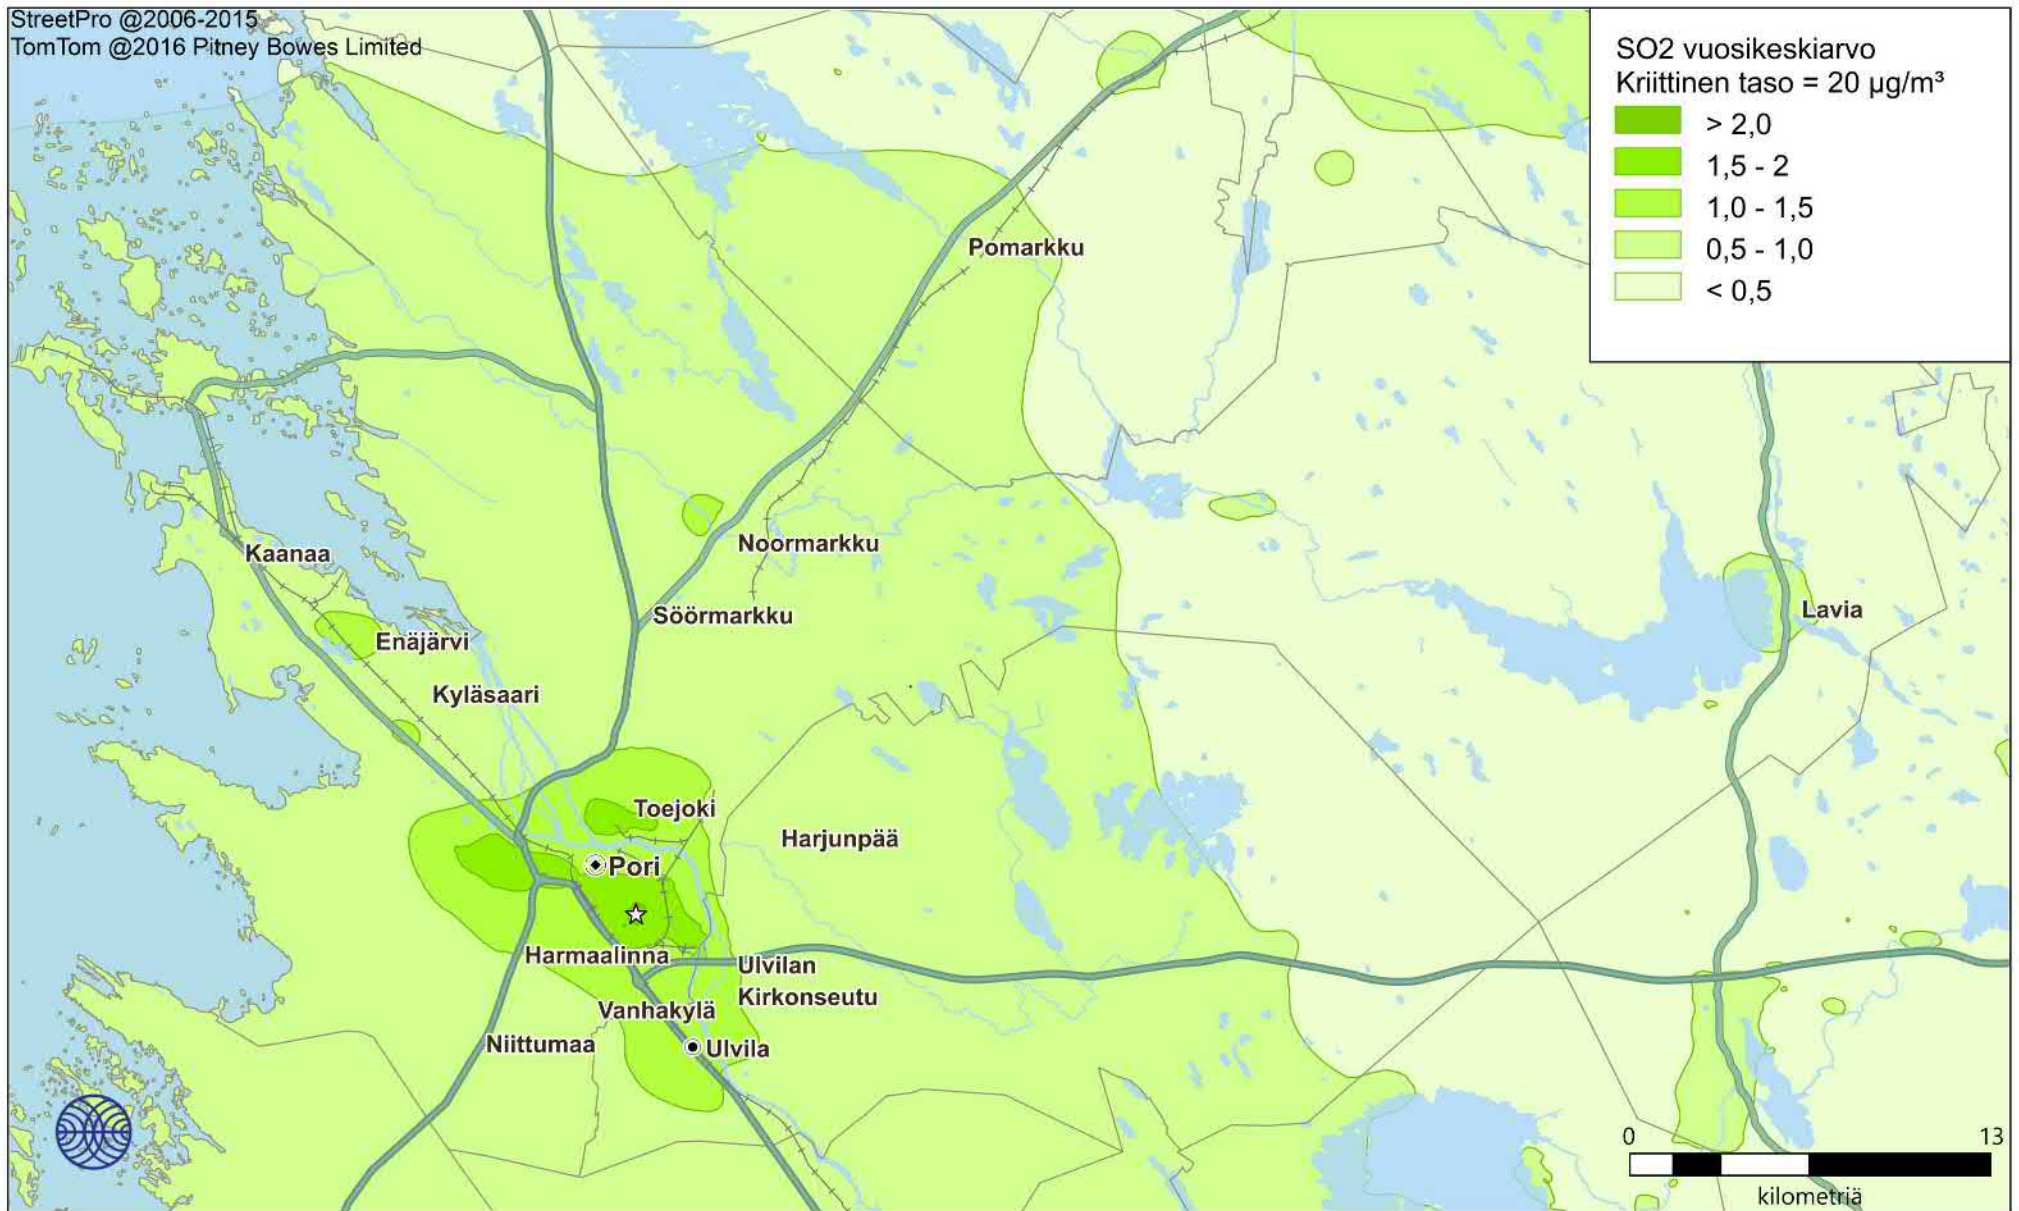 StreetPro @2006-2015
TomTom @2016 Pitney Bowes Limited
SO2 vuosikeskiarvo
Kriittinen taso = 20 µg/m³
> 2,0
1,5 - 2
1,0 - 1,5
0,5 - 1,0
< 0,5
Pomarkku
Noormarkku
Kaanaa
Söörmarkku
Lavia
Enäjärvi
Kyläsaari
Toejoki
Harjunpää
Pori
Harmaalinna
Ulvilan
Kirkonseutu
Vanhakylä
Niittumaa
Ulvila
0 13
kilometriä